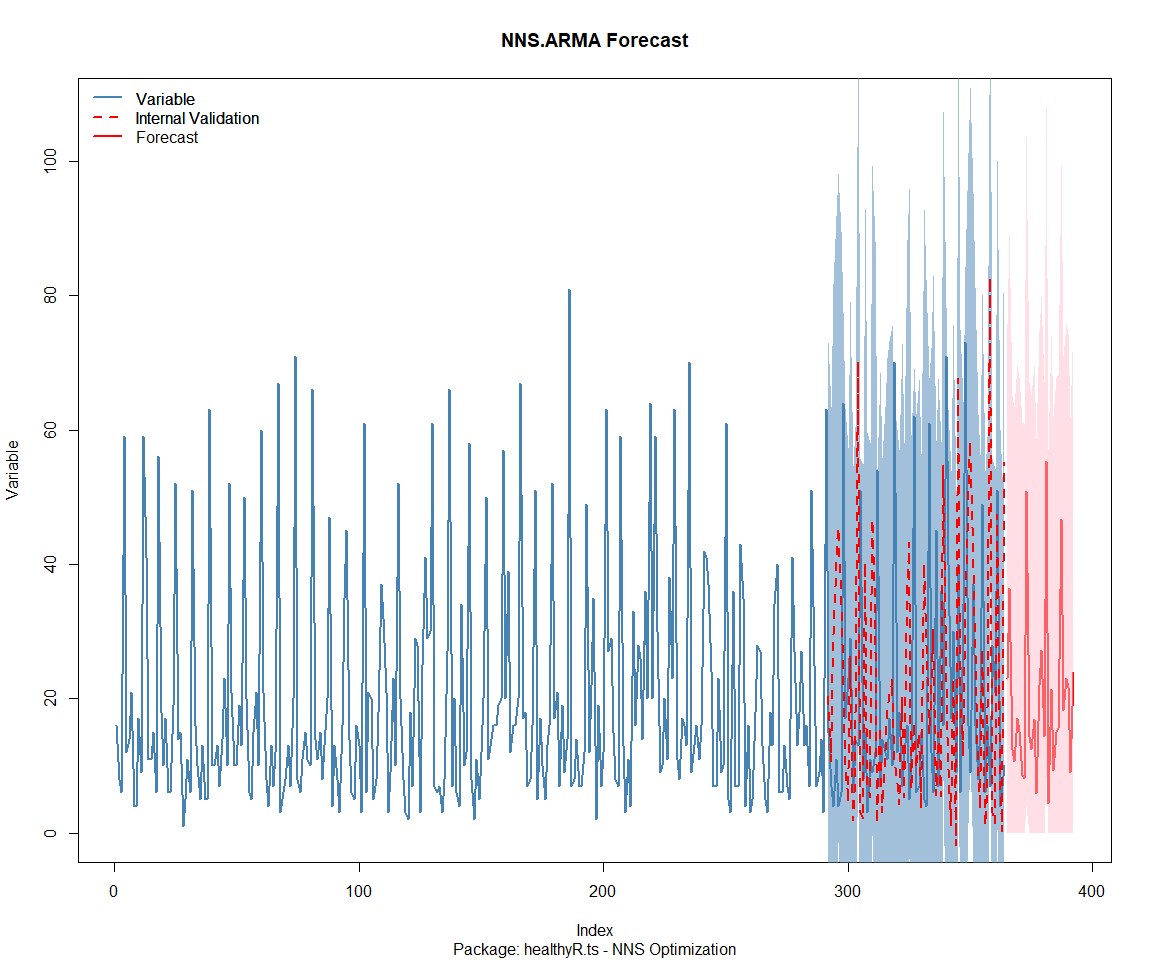 NNS.ARMA Forecast
Variable
Internal Validation
Forecast
100
80
60
40
20
0
Variable
0 100 200 300 400
Index
Package: healthyR.ts - NNS Optimization